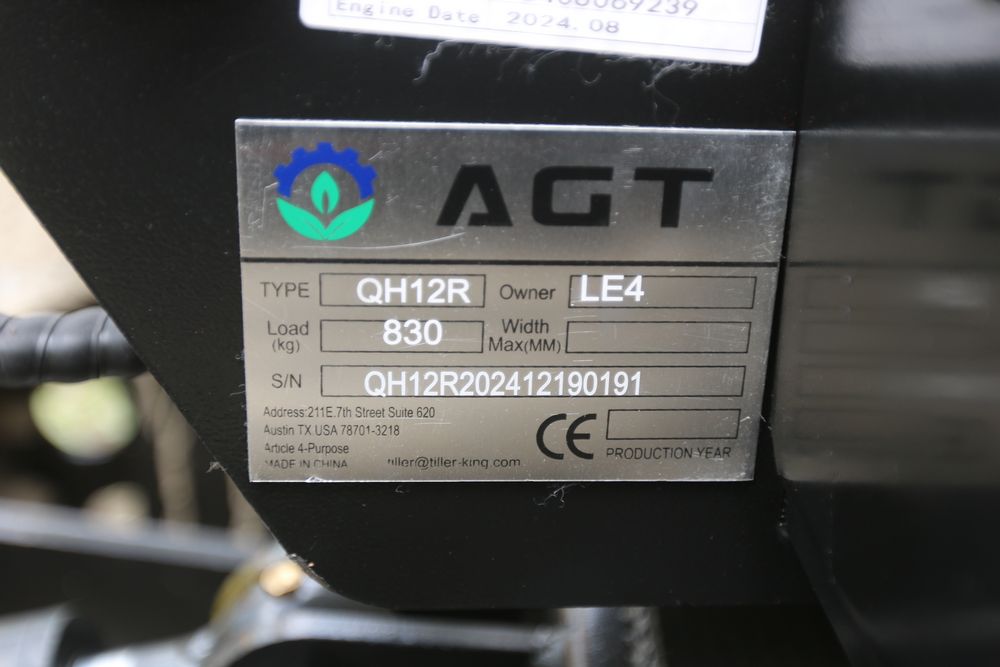 Engine Date 2024.08
AGT
TYPE QH12R Owner LE4
Load (kg) 830 Width Max(MM)
S/N QH12R202412190191
Address:211E.7th Street Suite 620
Austin TX USA 78701-3218
Article 4-Purpose
MADE IN CHINA tiller@tiller-king.com
CE PRODUCTION YEAR